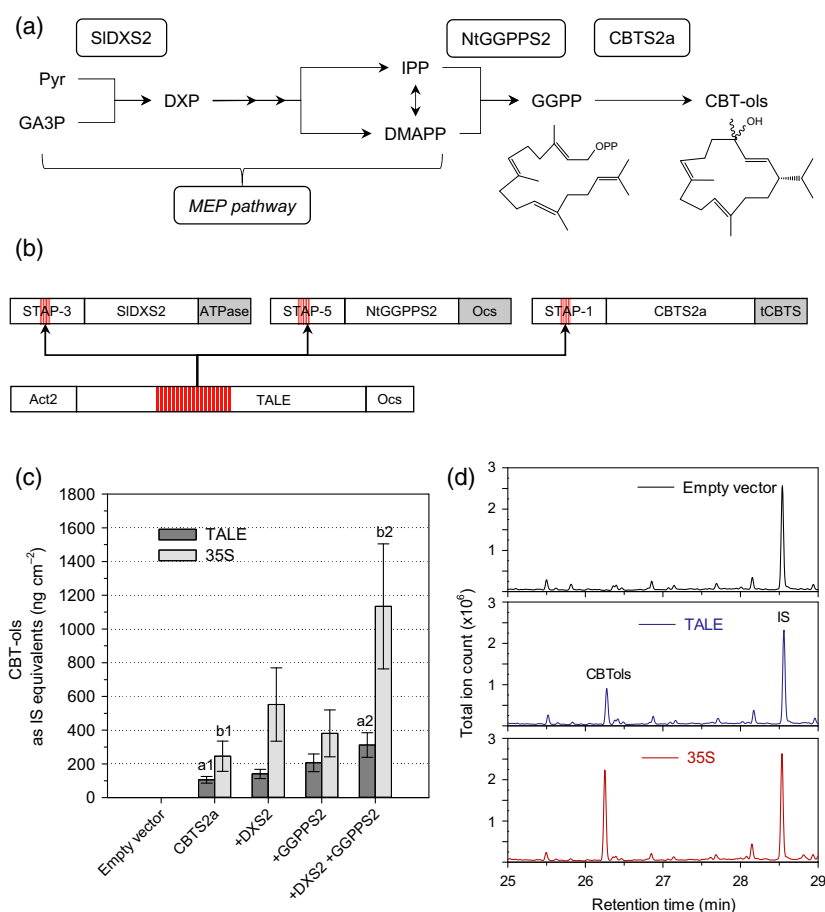 (a)
SlDXS2
NtGGPPS2
CBTS2a
Pyr
GA3P
DXP
IPP
DMAPP
GGPP
CBT-ols
OPP
OH
MEP pathway
(b)
STAP-3
SlDXS2
ATPase
STAP-5
NtGGPPS2
Ocs
STAP-1
CBTS2a
tCBTS
Act2
TALE
Ocs
(c)
CBT-ols
as IS equivalents (ng cm⁻²)
1800
1600
1400
1200
1000
800
600
400
200
0
TALE
35S
a1
b1
a2
b2
Empty vector
CBTS2a
+DXS2
+GGPPS2
+DXS2 +GGPPS2
(d)
Total ion count (x10⁶)
3
2
1
Empty vector
3
2
1
TALE
CBTols
IS
3
2
1
35S
25
26
27
28
29
Retention time (min)